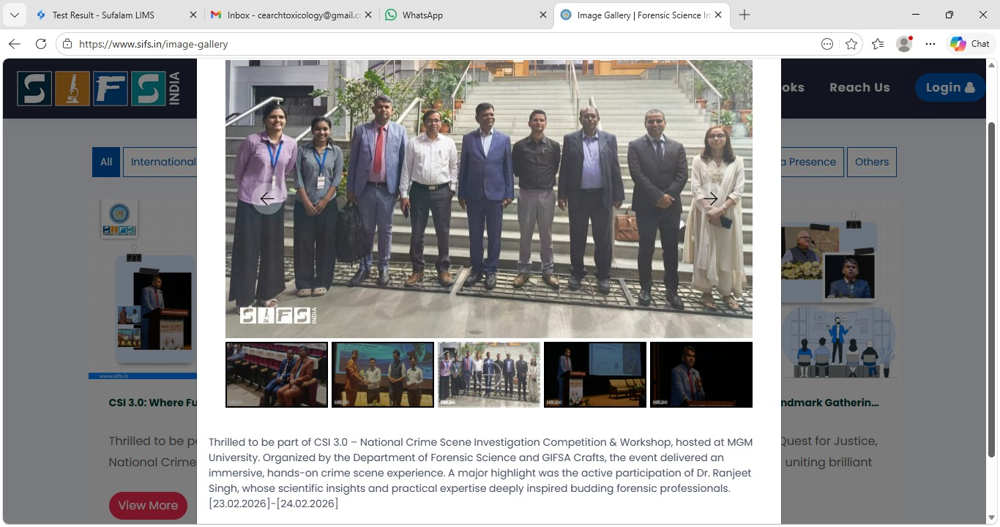 Test Result - Sufalam LIMS
Inbox - cearchtoxicology@gmail.c
WhatsApp
Image Gallery | Forensic Science In
https://www.sifs.in/image-gallery
Chat
SIFS INDIA
ooks
Reach Us
Login
All
International
a Presence
Others
SIFS
SIFS INDIA
www.sifs.in
CSI 3.0: Where Fu
ndmark Gatherin...
Thrilled to be p
National Crime
Quest for Justice,
uniting brilliant
View More
Thrilled to be part of CSI 3.0 – National Crime Scene Investigation Competition & Workshop, hosted at MGM
University. Organized by the Department of Forensic Science and GIFSA Crafts, the event delivered an
immersive, hands-on crime scene experience. A major highlight was the active participation of Dr. Ranjeet
Singh, whose scientific insights and practical expertise deeply inspired budding forensic professionals.
[23.02.2026]-[24.02.2026]